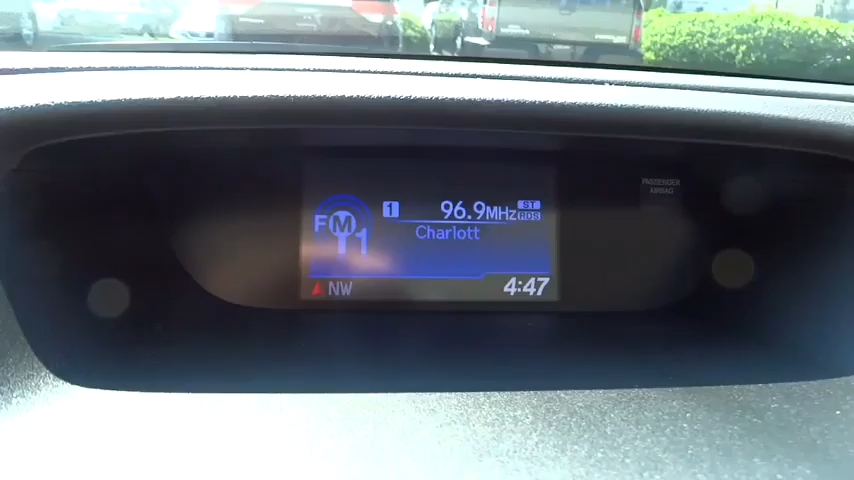 FM1
1 96.9MHz ST RDS
Charlott
NW 4:47
PASSENGER
AIRBAG